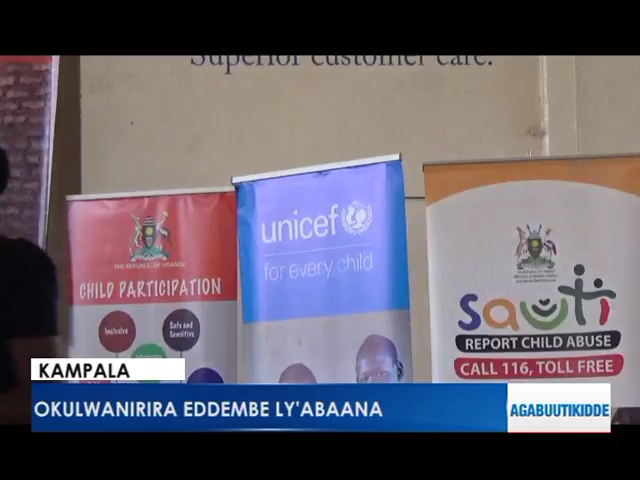 Superior customer care.
THE REPUBLIC OF UGANDA
CHILD PARTICIPATION
Inclusive
Safe and
Sensitive
unicef
for every child
sauti
REPORT CHILD ABUSE
CALL 116, TOLL FREE
KAMPALA
OKULWANIRIRA EDDEMBE LY'ABAANA
AGABUUTIKIDDE